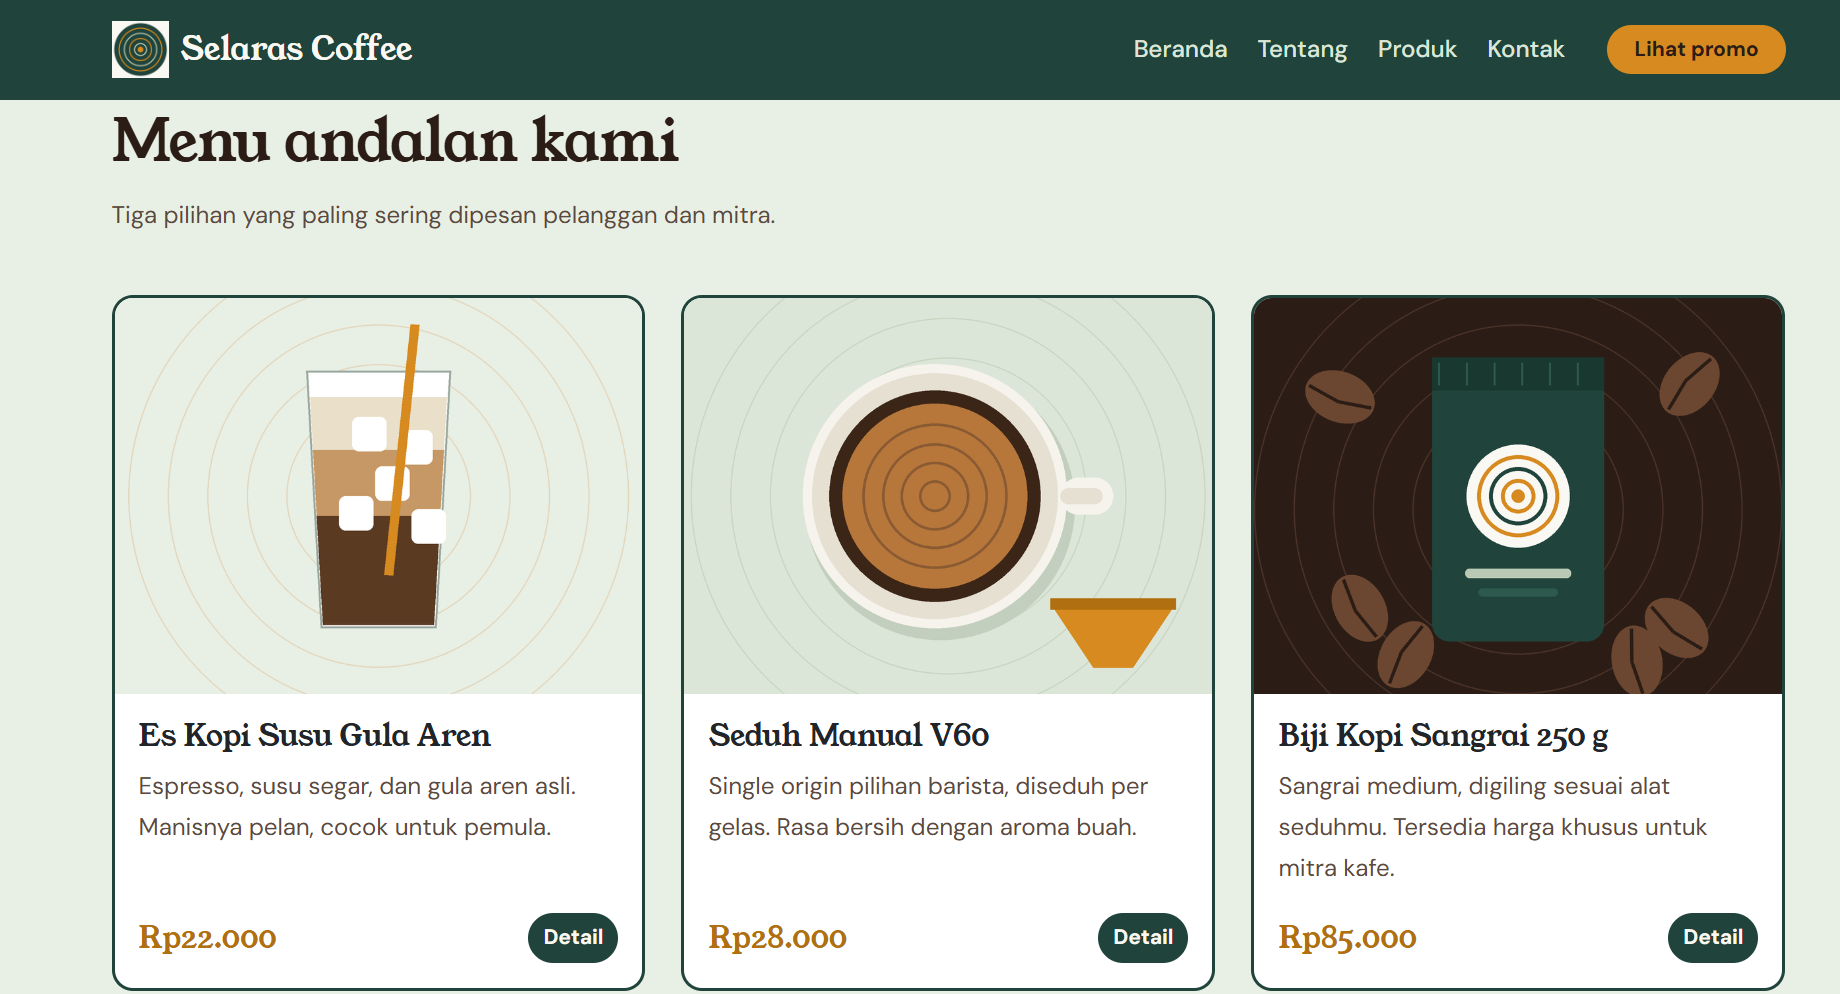 Selaras Coffee
Beranda
Tentang
Produk
Kontak
Lihat promo
Menu andalan kami
Tiga pilihan yang paling sering dipesan pelanggan dan mitra.
Es Kopi Susu Gula Aren
Espresso, susu segar, dan gula aren asli.
Manisnya pelan, cocok untuk pemula.
Rp22.000
Detail
Seduh Manual V60
Single origin pilihan barista, diseduh per
gelas. Rasa bersih dengan aroma buah.
Rp28.000
Detail
Biji Kopi Sangrai 250 g
Sangrai medium, digiling sesuai alat
seduhmu. Tersedia harga khusus untuk
mitra kafe.
Rp85.000
Detail